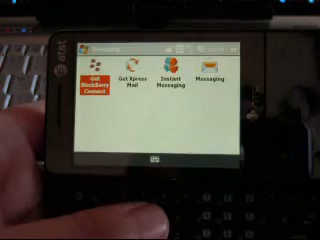 at&t
Messaging
Get
BlackBerry
Connect
Get Xpress
Mail
Instant
Messaging
Messaging